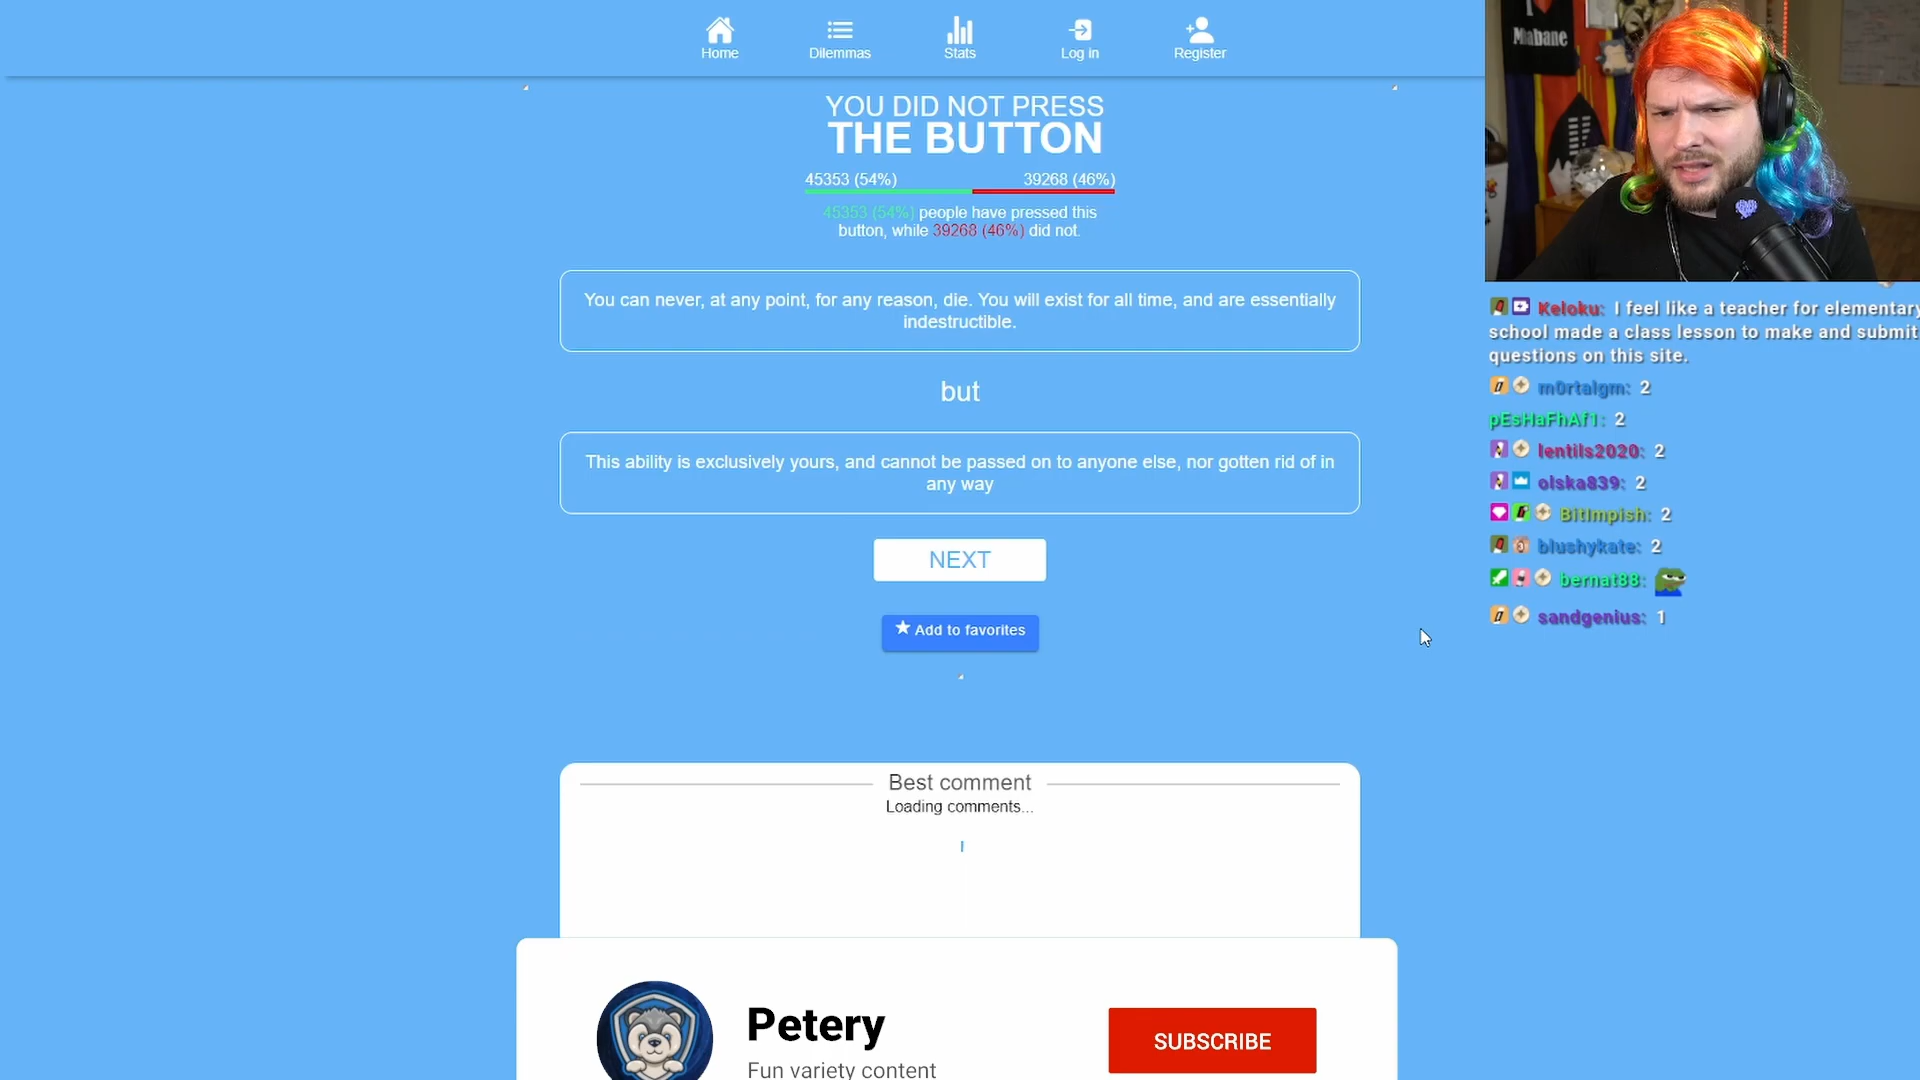 Home
Dilemmas
Stats
Log in
Register
YOU DID NOT PRESS
THE BUTTON
45353 (54%)
39268 (46%)
45353 (54%) people have pressed this
button, while 39268 (46%) did not.
You can never, at any point, for any reason, die. You will exist for all time, and are essentially
indestructible.
but
This ability is exclusively yours, and cannot be passed on to anyone else, nor gotten rid of in
any way
NEXT
Add to favorites
Best comment
Loading comments...
Petery
Fun variety content
SUBSCRIBE
Mbabane
Keloku: I feel like a teacher for elementary
school made a class lesson to make and submit
questions on this site.
m0rtalgm: 2
pEsHaFhAf1: 2
lentils2020: 2
olska839: 2
BitImpish: 2
blushykate: 2
bernat88:
sandgenius: 1